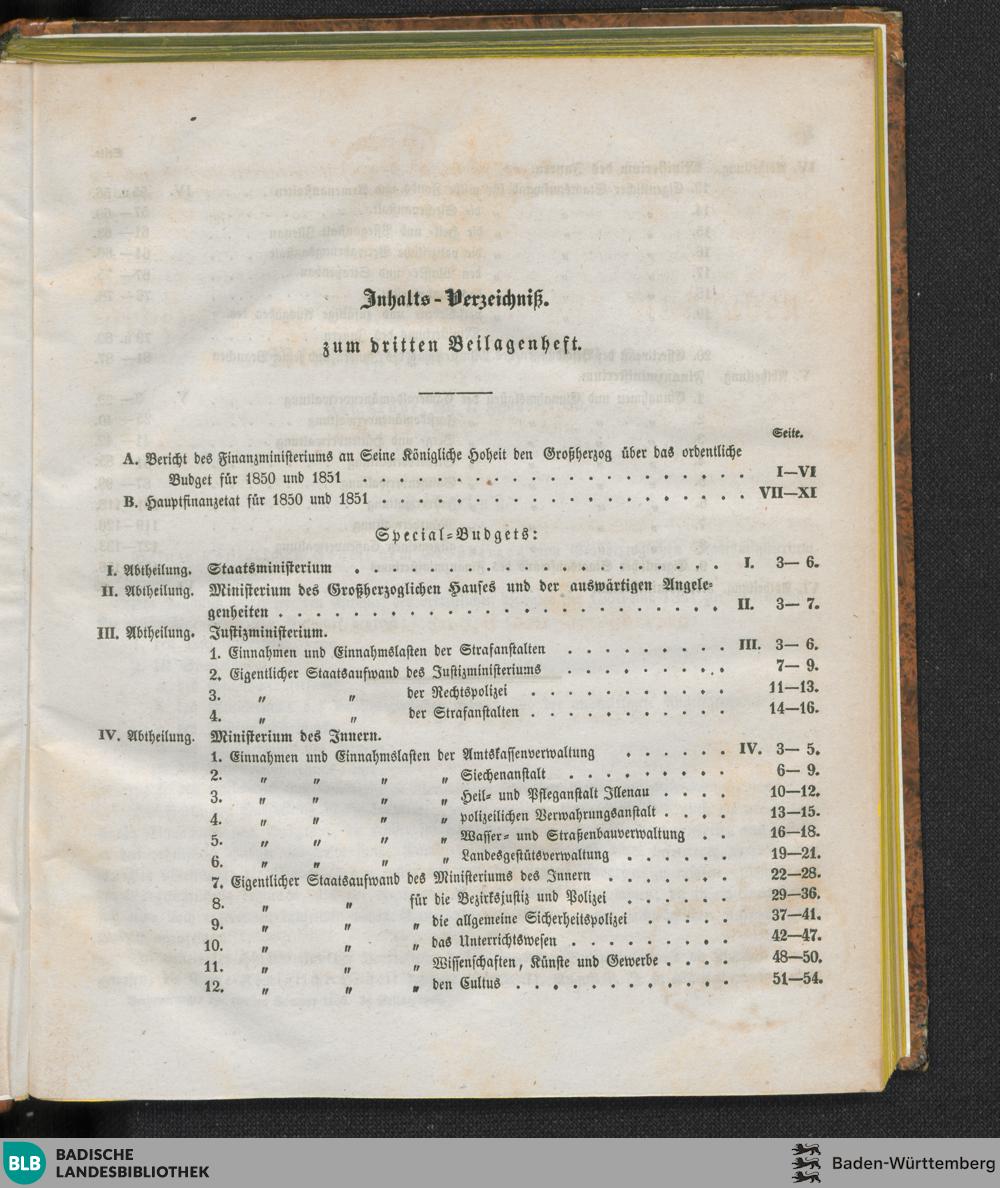 Inhalts-Verzeichniß.
zum dritten Beilagenheft.
Seite.
A. Bericht des Finanzministeriums an Seine Königliche Hoheit den Großherzog über das ordentliche
Budget für 1850 und 1851 . . . . . . . . . . . . . . . . . . . I—VI
B. Hauptfinanzetat für 1850 und 1851 . . . . . . . . . . . . . . . . . . VII—XI
Special-Budgets:
I. Abtheilung. Staatsministerium . . . . . . . . . . . . . . . . . . I. 3— 6.
II. Abtheilung. Ministerium des Großherzoglichen Hauses und der auswärtigen Angele-
genheiten . . . . . . . . . . . . . . . . . . . . . II. 3— 7.
III. Abtheilung. Justizministerium.
1. Einnahmen und Einnahmslasten der Strafanstalten . . . . . . . . III. 3— 6.
2. Eigentlicher Staatsaufwand des Justizministeriums . . . . . . . . 7— 9.
3. „ „ der Rechtspolizei . . . . . . . . . . 11—13.
4. „ „ der Strafanstalten . . . . . . . . . . 14—16.
IV. Abtheilung. Ministerium des Innern.
1. Einnahmen und Einnahmslasten der Amtskassenverwaltung . . . . . . IV. 3— 5.
2. „ „ „ „ Siechenanstalt . . . . . . . . 6— 9.
3. „ „ „ „ Heil- und Pfleganstalt Illenau . . . . 10—12.
4. „ „ „ „ polizeilichen Verwahrungsanstalt . . . . 13—15.
5. „ „ „ „ Wasser- und Straßenbauverwaltung . . 16—18.
6. „ „ „ „ Landesgestütsverwaltung . . . . . . 19—21.
7. Eigentlicher Staatsaufwand des Ministeriums des Innern . . . . . . . 22—28.
8. „ „ für die Bezirksjustiz und Polizei . . . . . . 29—36.
9. „ „ „ die allgemeine Sicherheitspolizei . . . . . 37—41.
10. „ „ „ das Unterrichtswesen . . . . . . . . 42—47.
11. „ „ „ Wissenschaften, Künste und Gewerbe . . . . 48—50.
12. „ „ „ den Cultus . . . . . . . . . . . . 51—54.
BLB BADISCHE
LANDESBIBLIOTHEK
Baden-Württemberg